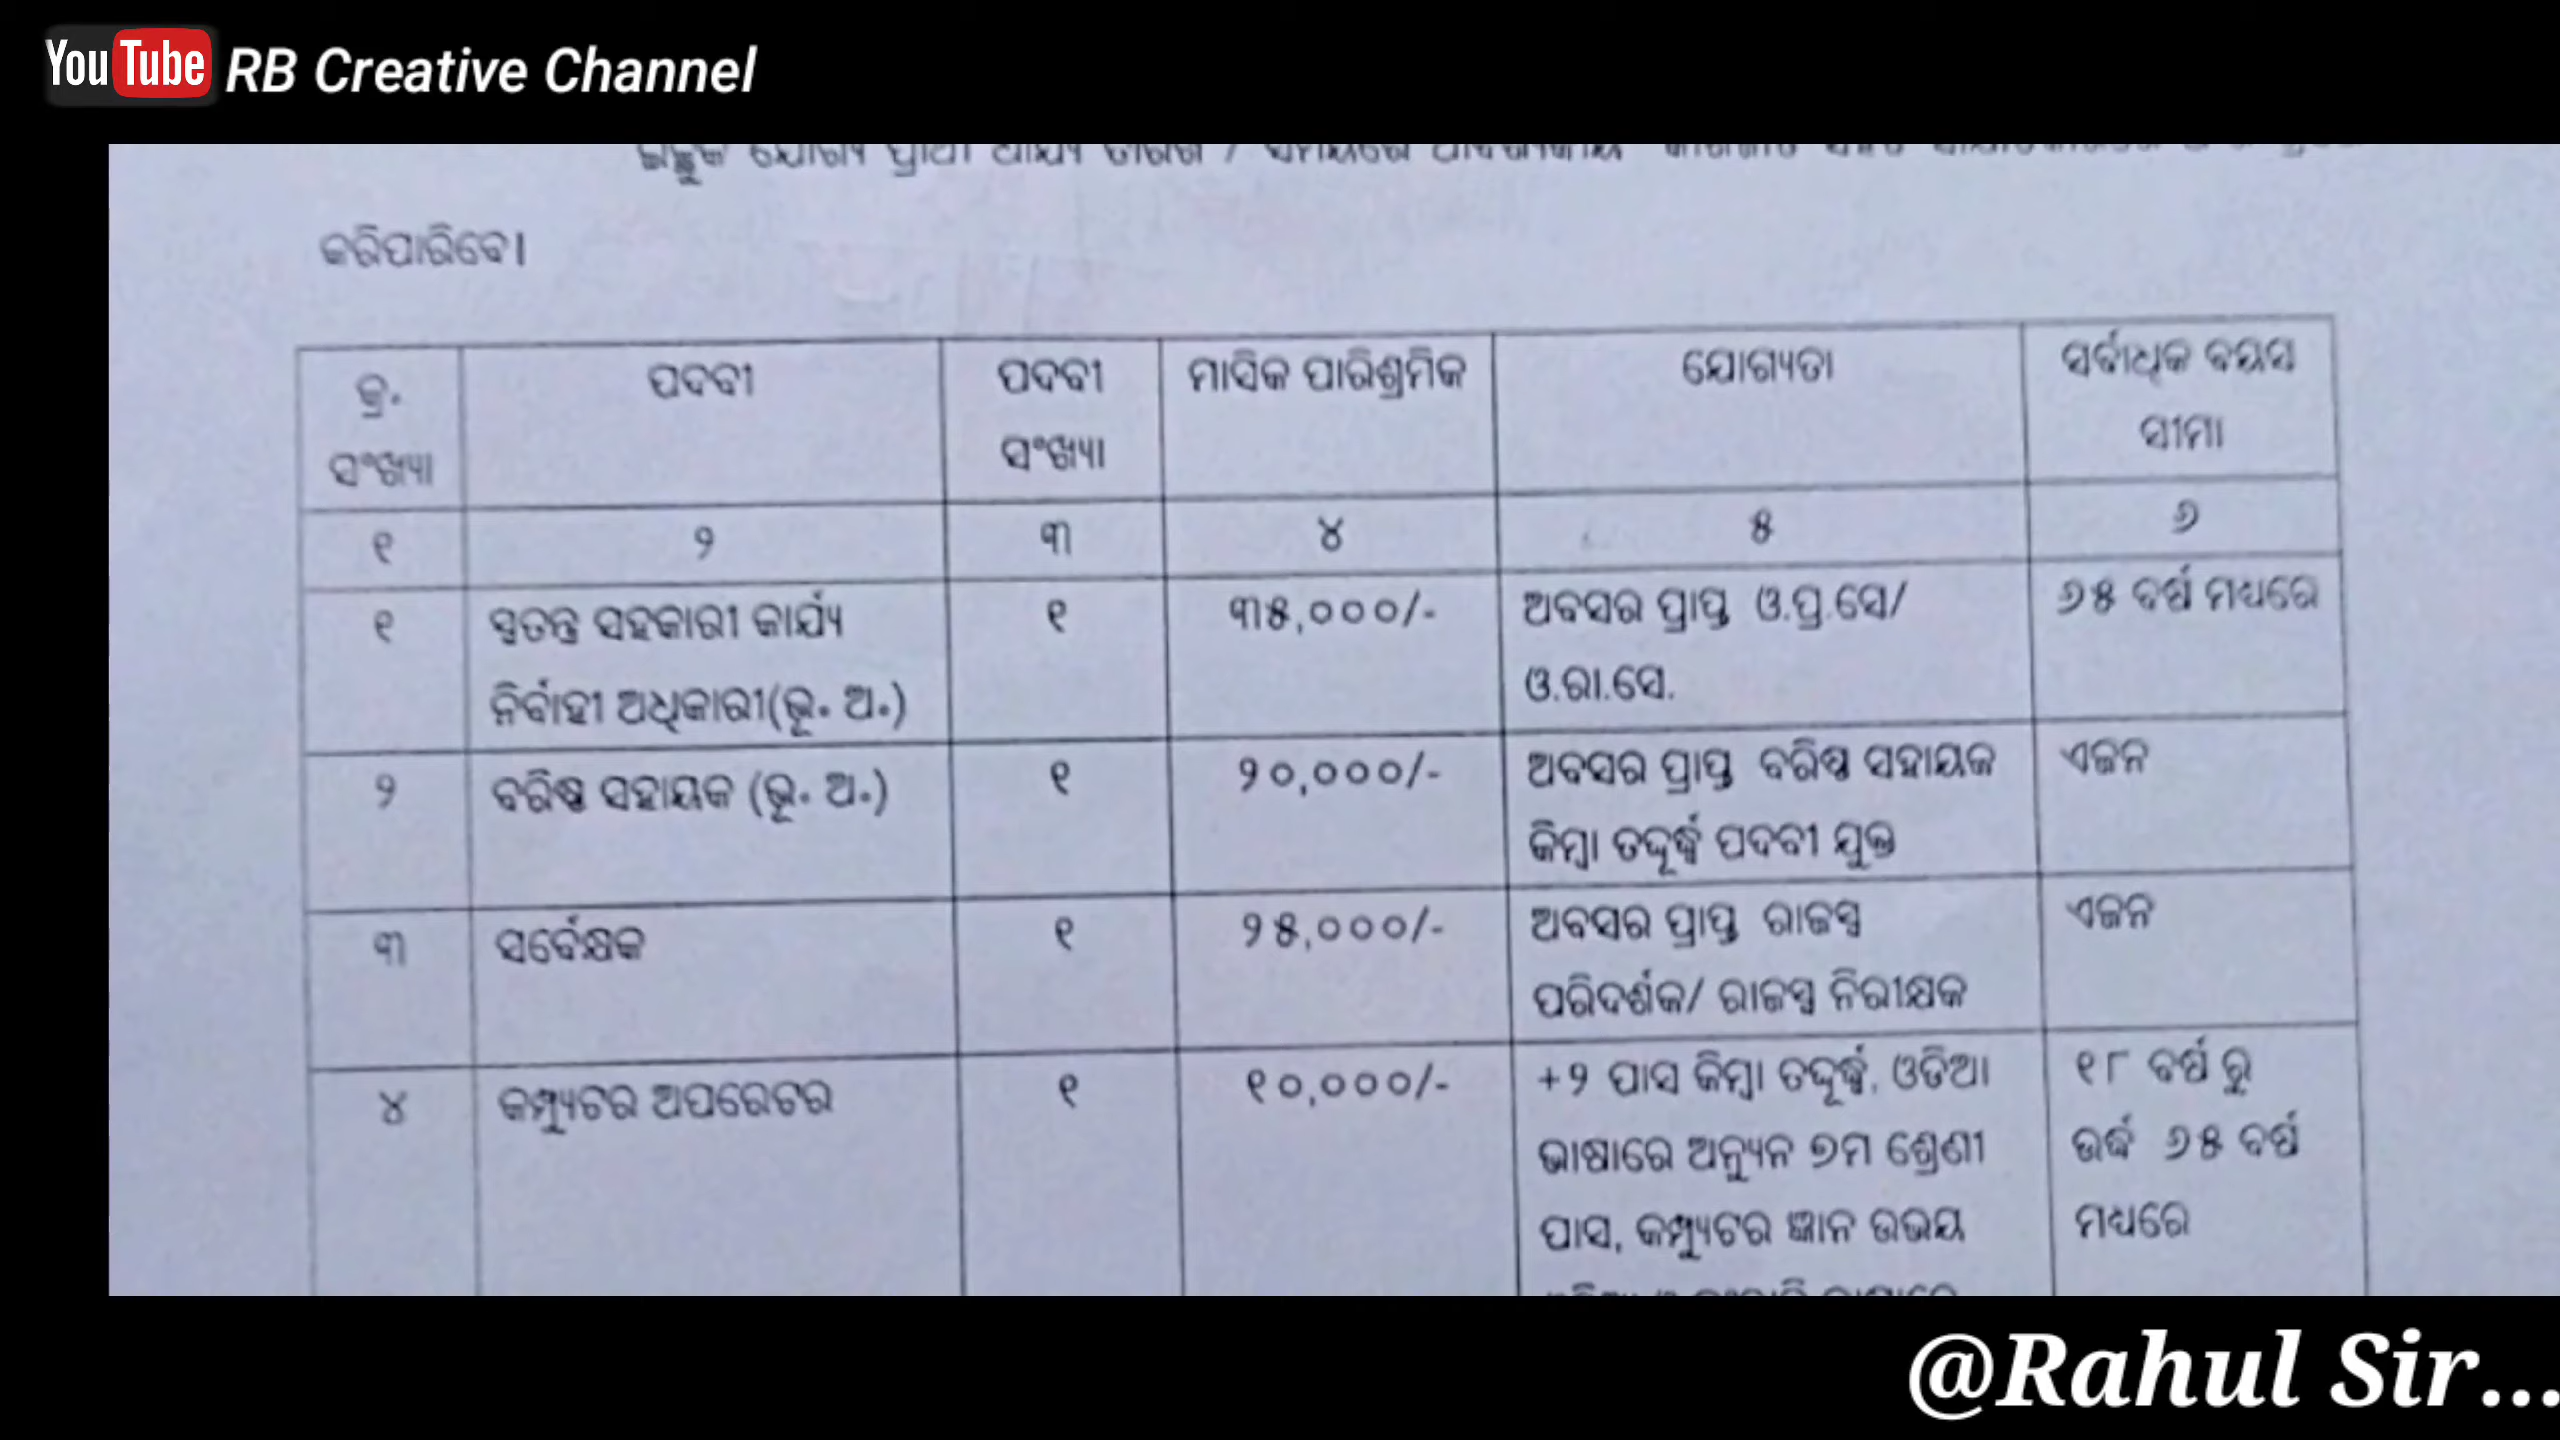 YouTube RB Creative Channel
ଇଚ୍ଛୁକ ଯୋଗ୍ୟ ପ୍ରାର୍ଥୀ ଧାର୍ଯ୍ୟ ତାରିଖ / ସମୟରେ ଆବଶ୍ୟକୀୟ
କରିପାରିବେ।
କ୍ର. ସଂଖ୍ୟା | ପଦବୀ | ପଦବୀ ସଂଖ୍ୟା | ମାସିକ ପାରିଶ୍ରମିକ | ଯୋଗ୍ୟତା | ସର୍ବାଧିକ ବୟସ ସୀମା
୧ | ୨ | ୩ | ୪ | ୫ | ୬
୧ | ସ୍ୱତନ୍ତ୍ର ସହକାରୀ କାର୍ଯ୍ୟ ନିର୍ବାହୀ ଅଧିକାରୀ(ଭୂ. ଅ.) | ୧ | ୩୫,୦୦୦/- | ଅବସର ପ୍ରାପ୍ତ ଓ.ପ୍ର.ସେ/ ଓ.ରା.ସେ. | ୬୫ ବର୍ଷ ମଧ୍ୟରେ
୨ | ବରିଷ୍ଠ ସହାୟକ (ଭୂ. ଅ.) | ୧ | ୨୦,୦୦୦/- | ଅବସର ପ୍ରାପ୍ତ ବରିଷ୍ଠ ସହାୟକ କିମ୍ବା ତଦୂର୍ଦ୍ଧ୍ୱ ପଦବୀ ଯୁକ୍ତ | ଏଜନ
୩ | ସର୍ବେକ୍ଷକ | ୧ | ୨୫,୦୦୦/- | ଅବସର ପ୍ରାପ୍ତ ରାଜସ୍ୱ ପରିଦର୍ଶକ/ ରାଜସ୍ୱ ନିରୀକ୍ଷକ | ଏଜନ
୪ | କମ୍ପ୍ୟୁଟର ଅପରେଟର | ୧ | ୧୦,୦୦୦/- | +୨ ପାସ କିମ୍ବା ତଦୂର୍ଦ୍ଧ୍ୱ, ଓଡିଆ ଭାଷାରେ ଅନ୍ୟୁନ ୭ମ ଶ୍ରେଣୀ ପାସ, କମ୍ପ୍ୟୁଟର ଜ୍ଞାନ ଉଭୟ | ୧୮ ବର୍ଷ ରୁ ଉର୍ଦ୍ଧ ୬୫ ବର୍ଷ ମଧ୍ୟରେ
@Rahul Sir...